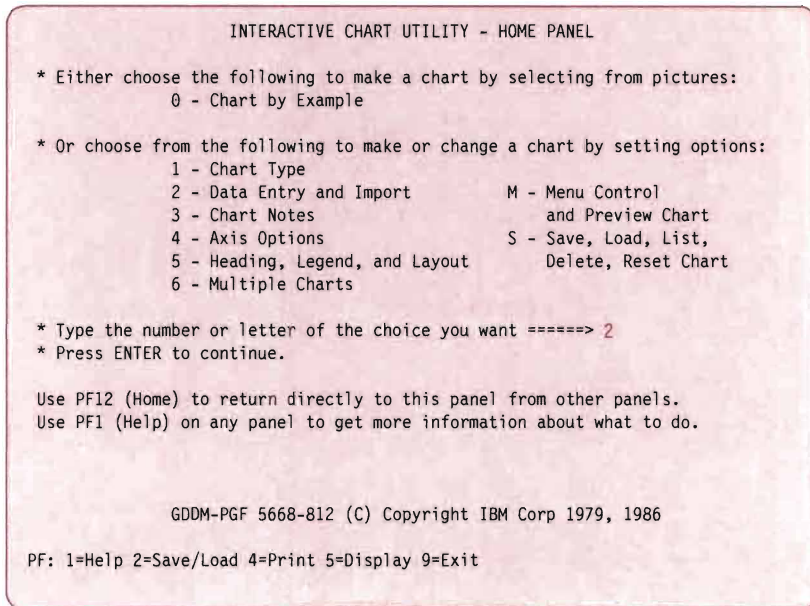 INTERACTIVE CHART UTILITY - HOME PANEL
* Either choose the following to make a chart by selecting from pictures:
0 - Chart by Example
* Or choose from the following to make or change a chart by setting options:
1 - Chart Type
2 - Data Entry and Import M - Menu Control
3 - Chart Notes and Preview Chart
4 - Axis Options S - Save, Load, List,
5 - Heading, Legend, and Layout Delete, Reset Chart
6 - Multiple Charts
* Type the number or letter of the choice you want ======> 2
* Press ENTER to continue.
Use PF12 (Home) to return directly to this panel from other panels.
Use PF1 (Help) on any panel to get more information about what to do.
GDDM-PGF 5668-812 (C) Copyright IBM Corp 1979, 1986
PF: 1=Help 2=Save/Load 4=Print 5=Display 9=Exit